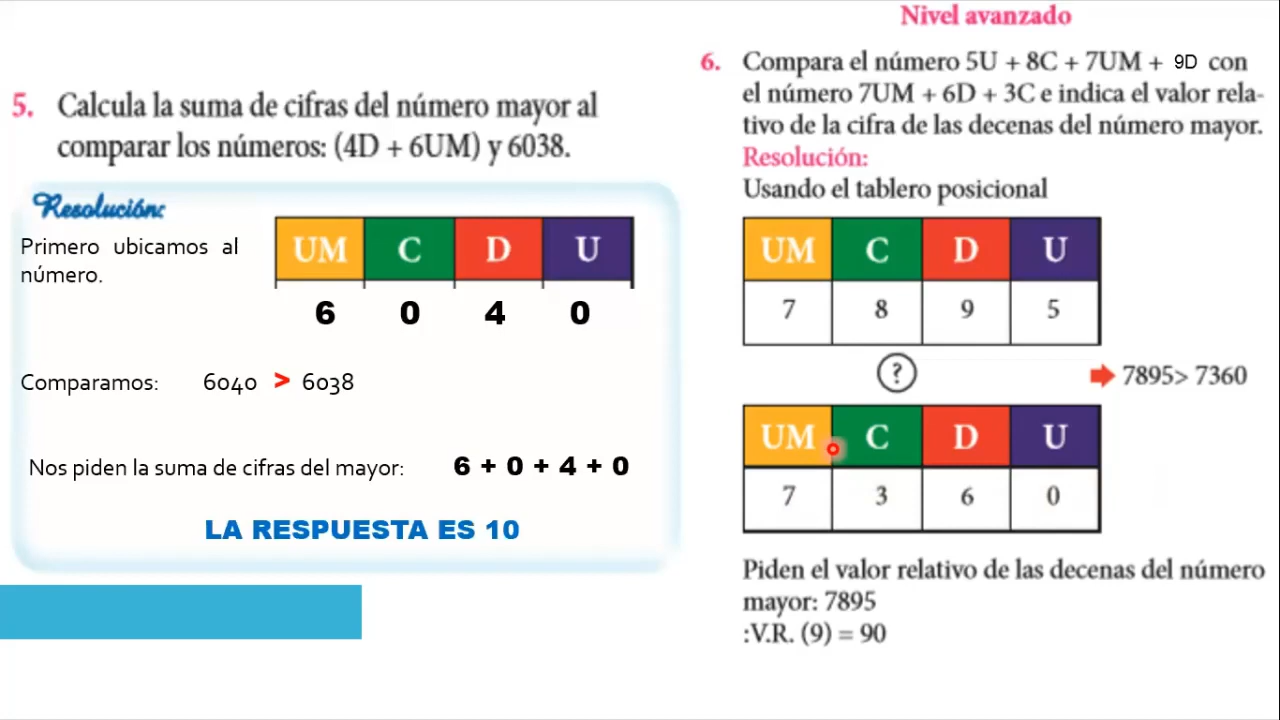 5. Calcula la suma de cifras del número mayor al
comparar los números: (4D + 6UM) y 6038.
Resolución:
Primero ubicamos al
número.
UM C D U
6 0 4 0
Comparamos: 6040 > 6038
Nos piden la suma de cifras del mayor: 6 + 0 + 4 + 0
LA RESPUESTA ES 10
Nivel avanzado
6. Compara el número 5U + 8C + 7UM + 9D con
el número 7UM + 6D + 3C e indica el valor rela-
tivo de la cifra de las decenas del número mayor.
Resolución:
Usando el tablero posicional
UM C D U
7 8 9 5
? 7895> 7360
UM C D U
7 3 6 0
Piden el valor relativo de las decenas del número
mayor: 7895
:V.R. (9) = 90